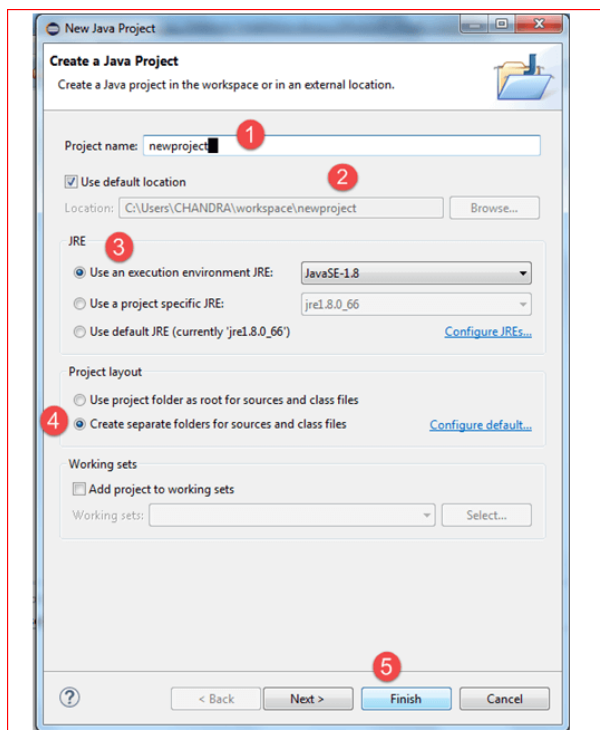 New Java Project
Create a Java Project
Create a Java project in the workspace or in an external location.
Project name: newproject 1
Use default location 2
Location: C:\Users\CHANDRA\workspace\newproject Browse...
JRE 3
Use an execution environment JRE: JavaSE-1.8
Use a project specific JRE: jre1.8.0_66
Use default JRE (currently 'jre1.8.0_66') Configure JREs...
Project layout
Use project folder as root for sources and class files
4 Create separate folders for sources and class files Configure default...
Working sets
Add project to working sets
Working sets: Select...
5
? < Back Next > Finish Cancel